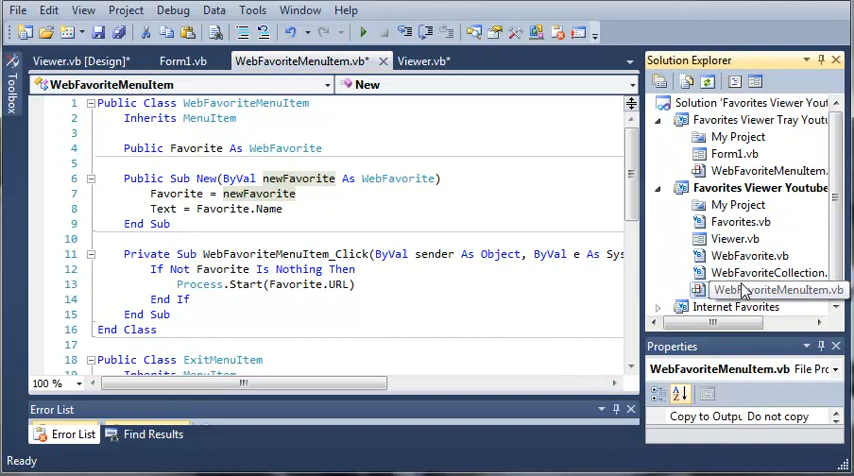 File Edit View Project Debug Data Tools Window Help
Viewer.vb [Design]* Form1.vb WebFavoriteMenuItem.vb* Viewer.vb*
Toolbox
WebFavoriteMenuItem New
1 Public Class WebFavoriteMenuItem
2 Inherits MenuItem
3
4 Public Favorite As WebFavorite
5
6 Public Sub New(ByVal newFavorite As WebFavorite)
7 Favorite = newFavorite
8 Text = Favorite.Name
9 End Sub
10
11 Private Sub WebFavoriteMenuItem_Click(ByVal sender As Object, ByVal e As Sys
12 If Not Favorite Is Nothing Then
13 Process.Start(Favorite.URL)
14 End If
15 End Sub
16 End Class
17
18 Public Class ExitMenuItem
19 Inherits MenuItem
100 %
Solution Explorer
Solution 'Favorites Viewer Yout
Favorites Viewer Tray Yout
My Project
Form1.vb
WebFavoriteMenuItem.
Favorites Viewer Youtube
My Project
Favorites.vb
Viewer.vb
WebFavorite.vb
WebFavoriteCollection.
WebFavoriteMenuItem.vb
Internet Favorites
Properties
WebFavoriteMenuItem.vb File Pro
Copy to Outpu Do not copy
Error List
Error List Find Results
Ready